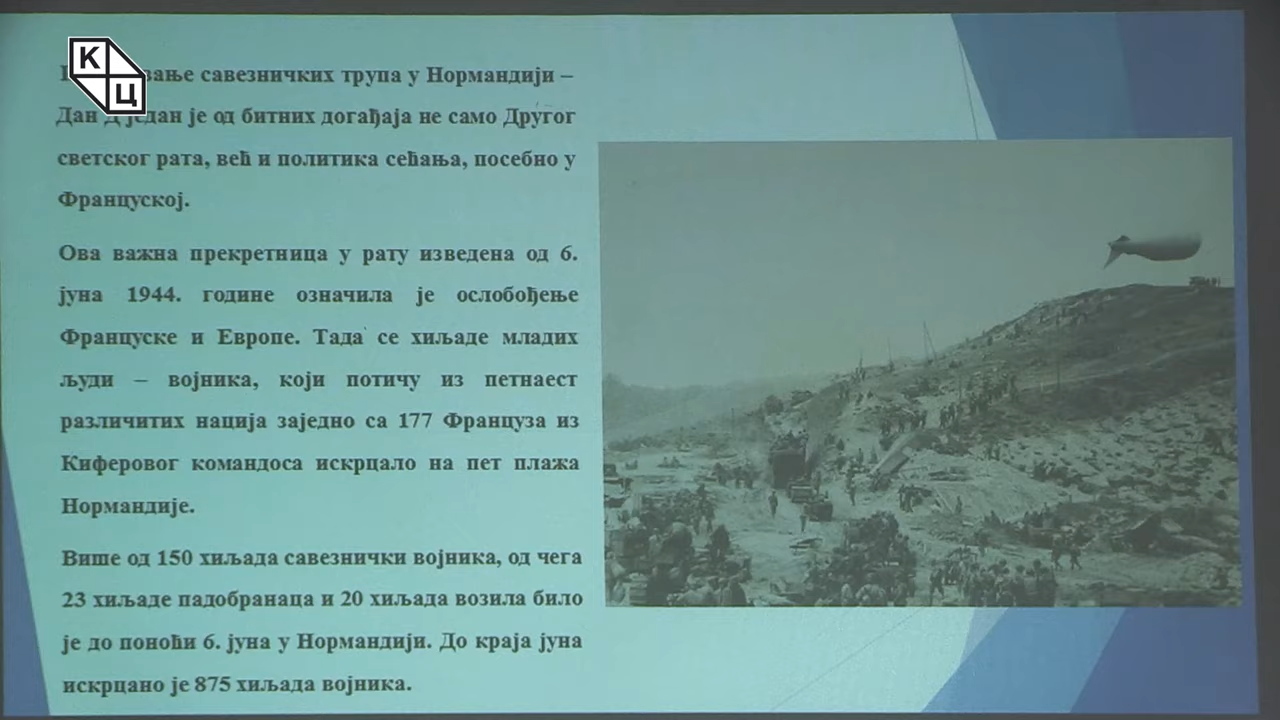 К
Ц
савезничких трупа у Нормандији –
Дан Д један је од битних догађаја не само Другог
светског рата, већ и политика сећања, посебно у
Француској.
Ова важна прекретница у рату изведена од 6.
јуна 1944. године означила је ослобођење
Француске и Европе. Тада се хиљаде младих
људи – војника, који потичу из петнаест
различитих нација заједно са 177 Француза из
Киферовог командоса искрцало на пет плажа
Нормандије.
Више од 150 хиљада савезнички војника, од чега
23 хиљаде падобранаца и 20 хиљада возила било
је до поноћи 6. јуна у Нормандији. До краја јуна
искрцано је 875 хиљада војника.